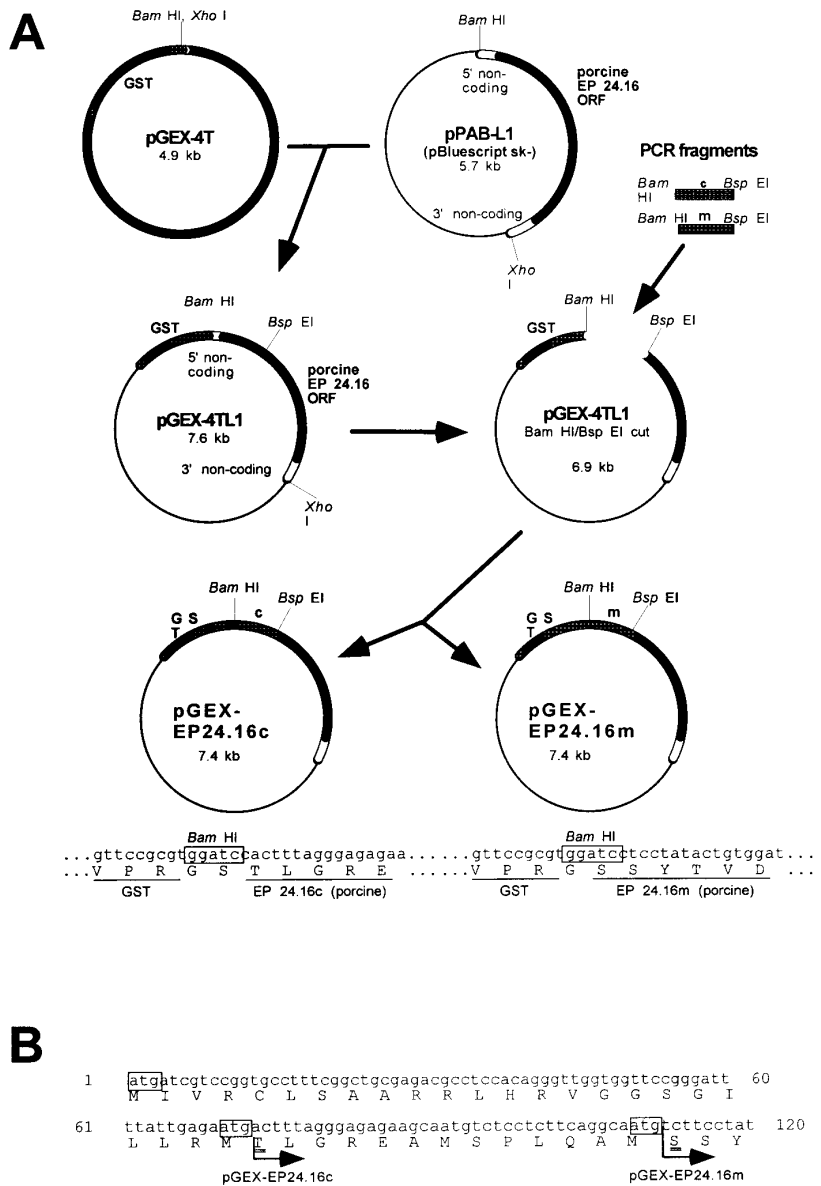 A
Bam HI, Xho I
GST
pGEX-4T
4.9 kb
Bam HI
5' non-
coding
porcine
EP 24.16
ORF
pPAB-L1
(pBluescript sk-)
5.7 kb
3' non-coding
Xho
I
PCR fragments
Bam
HI
c
Bsp EI
Bam HI
m
Bsp EI
Bam HI
GST
Bsp EI
5' non-
coding
porcine
EP 24.16
ORF
pGEX-4TL1
7.6 kb
3' non-coding
Xho
I
Bam HI
GST
Bsp EI
pGEX-4TL1
Bam HI/Bsp EI cut
6.9 kb
Bam HI
G S
T
c
Bsp EI
pGEX-
EP24.16c
7.4 kb
Bam HI
G S
T
m
Bsp EI
pGEX-
EP24.16m
7.4 kb
Bam HI
...gttccgcgtggatccactttagggagagaa...
V P R G S T L G R E
GST
EP 24.16c (porcine)
Bam HI
...gttccgcgtggatcctcctatactgtggat...
...V P R G S S Y T V D ...
GST
EP 24.16m (porcine)
B
1 atgatcgtccggtgcctttcggctgcgagacgcctccacagggttggtggttccgggatt 60
M I V R C L S A A R R L H R V G G S G I
61 ttattgagaatgactttagggagagaagcaatgtctcctcttcaggcaatgtcttcctat 120
L L R M T L G R E A M S P L Q A M S S Y
pGEX-EP24.16c
pGEX-EP24.16m